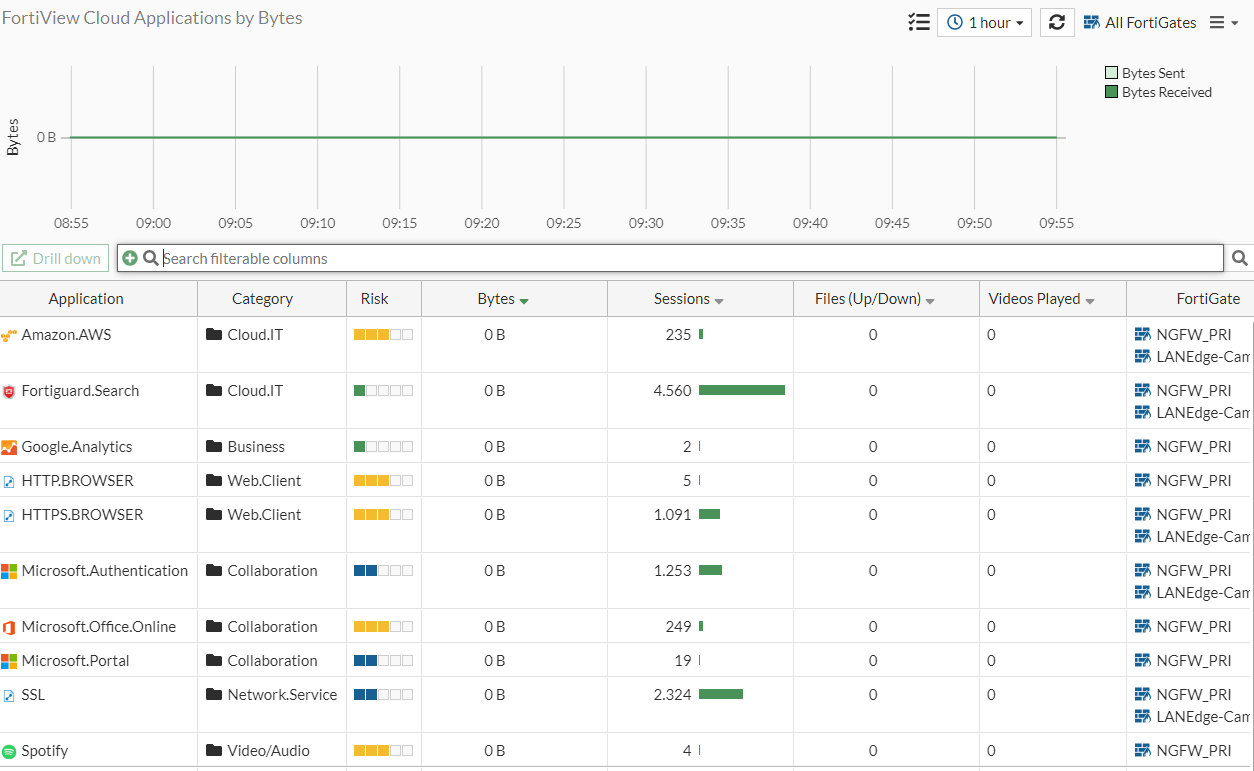 FortiView Cloud Applications by Bytes
1 hour
All FortiGates
Bytes Sent
Bytes Received
Bytes
0 B
08:55 09:00 09:05 09:10 09:15 09:20 09:25 09:30 09:35 09:40 09:45 09:50 09:55
Drill down
Search filterable columns
Application Category Risk Bytes Sessions Files (Up/Down) Videos Played FortiGate
Amazon.AWS Cloud.IT 0 B 235 0 0 NGFW_PRI
LANEdge-Cam
Fortiguard.Search Cloud.IT 0 B 4.560 0 0 NGFW_PRI
LANEdge-Cam
Google.Analytics Business 0 B 2 0 0 NGFW_PRI
HTTP.BROWSER Web.Client 0 B 5 0 0 NGFW_PRI
HTTPS.BROWSER Web.Client 0 B 1.091 0 0 NGFW_PRI
LANEdge-Cam
Microsoft.Authentication Collaboration 0 B 1.253 0 0 NGFW_PRI
LANEdge-Cam
Microsoft.Office.Online Collaboration 0 B 249 0 0 NGFW_PRI
Microsoft.Portal Collaboration 0 B 19 0 0 NGFW_PRI
SSL Network.Service 0 B 2.324 0 0 NGFW_PRI
LANEdge-Cam
Spotify Video/Audio 0 B 4 0 0 NGFW_PRI